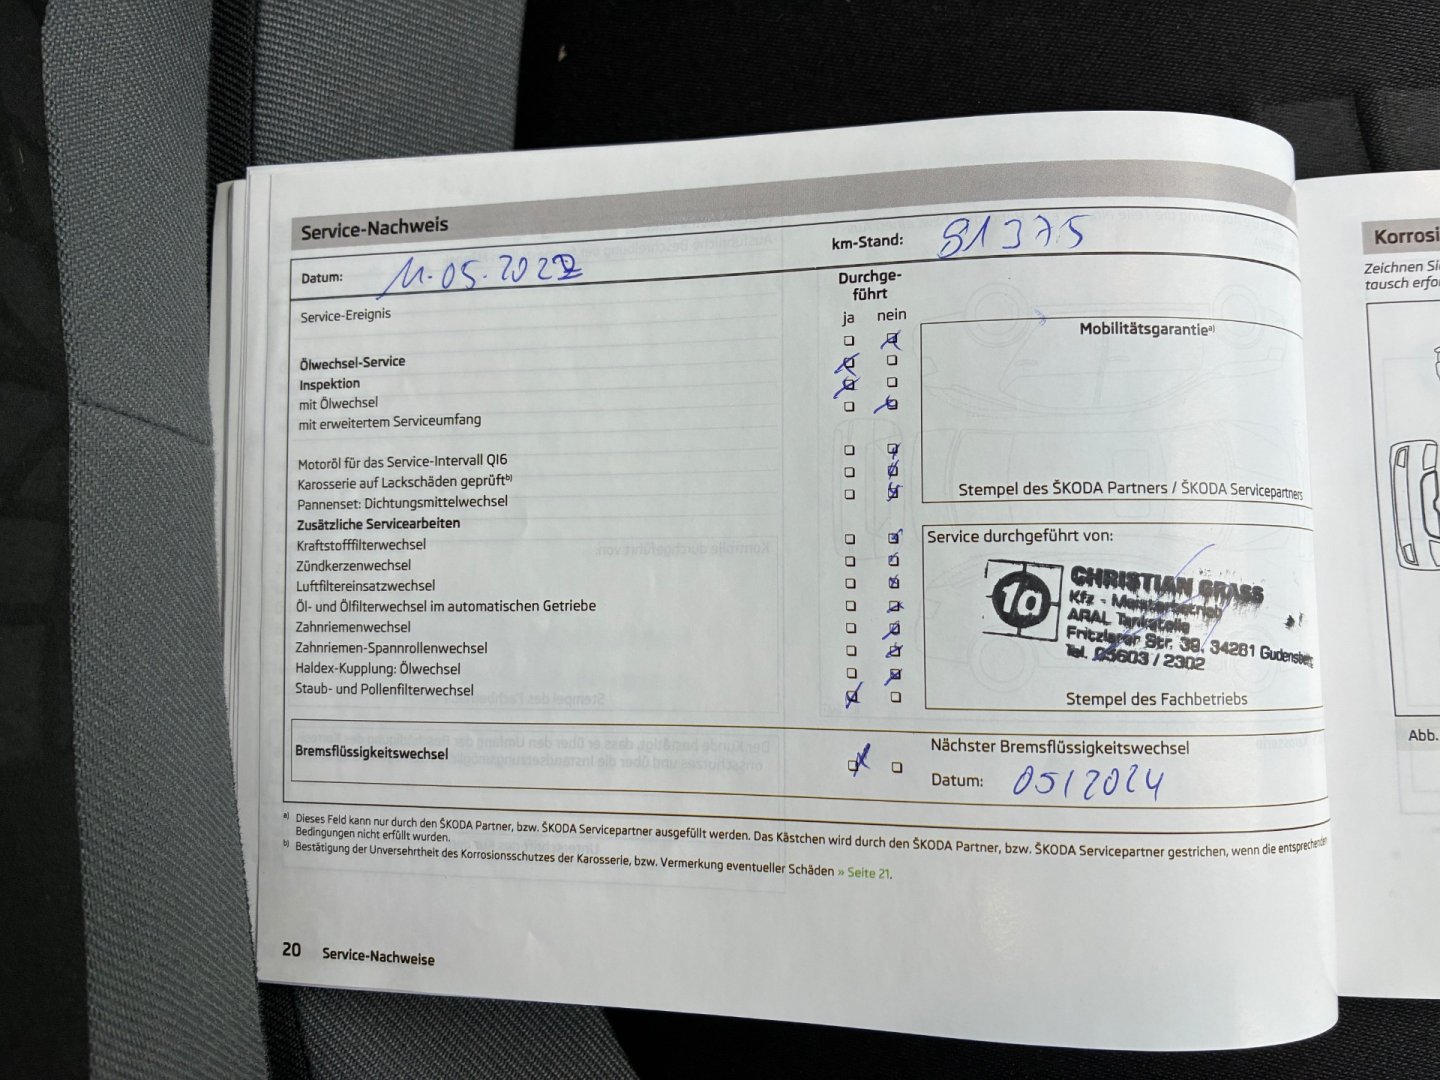 Service-Nachweis
Datum: 11.05.2022
km-Stand: 81375
Service-Ereignis
Durchge-
führt
ja nein
Ölwechsel-Service
Inspektion
mit Ölwechsel
mit erweitertem Serviceumfang
Motoröl für das Service-Intervall QI6
Karosserie auf Lackschäden geprüft b)
Pannenset: Dichtungsmittelwechsel
Zusätzliche Servicearbeiten
Kraftstofffilterwechsel
Zündkerzenwechsel
Luftfiltereinsatzwechsel
Öl- und Ölfilterwechsel im automatischen Getriebe
Zahnriemenwechsel
Zahnriemen-Spannrollenwechsel
Haldex-Kupplung: Ölwechsel
Staub- und Pollenfilterwechsel
Mobilitätsgarantie a)
Stempel des ŠKODA Partners / ŠKODA Servicepartners
Service durchgeführt von:
1a
CHRISTIAN GRASS
Kfz - Meisterbetrieb
ARAL Tankstelle
Fritzlarer Str. 39, 34281 Gudensberg
Tel. 05603 / 2302
Stempel des Fachbetriebs
Bremsflüssigkeitswechsel
Nächster Bremsflüssigkeitswechsel
Datum: 05/2024
a) Dieses Feld kann nur durch den ŠKODA Partner, bzw. ŠKODA Servicepartner ausgefüllt werden. Das Kästchen wird durch den ŠKODA Partner, bzw. ŠKODA Servicepartner gestrichen, wenn die entsprechenden
Bedingungen nicht erfüllt wurden.
b) Bestätigung der Unversehrtheit des Korrosionsschutzes der Karosserie, bzw. Vermerkung eventueller Schäden » Seite 21.
20 Service-Nachweise
Korrosi
Zeichnen Si
tausch erfo
Abb.